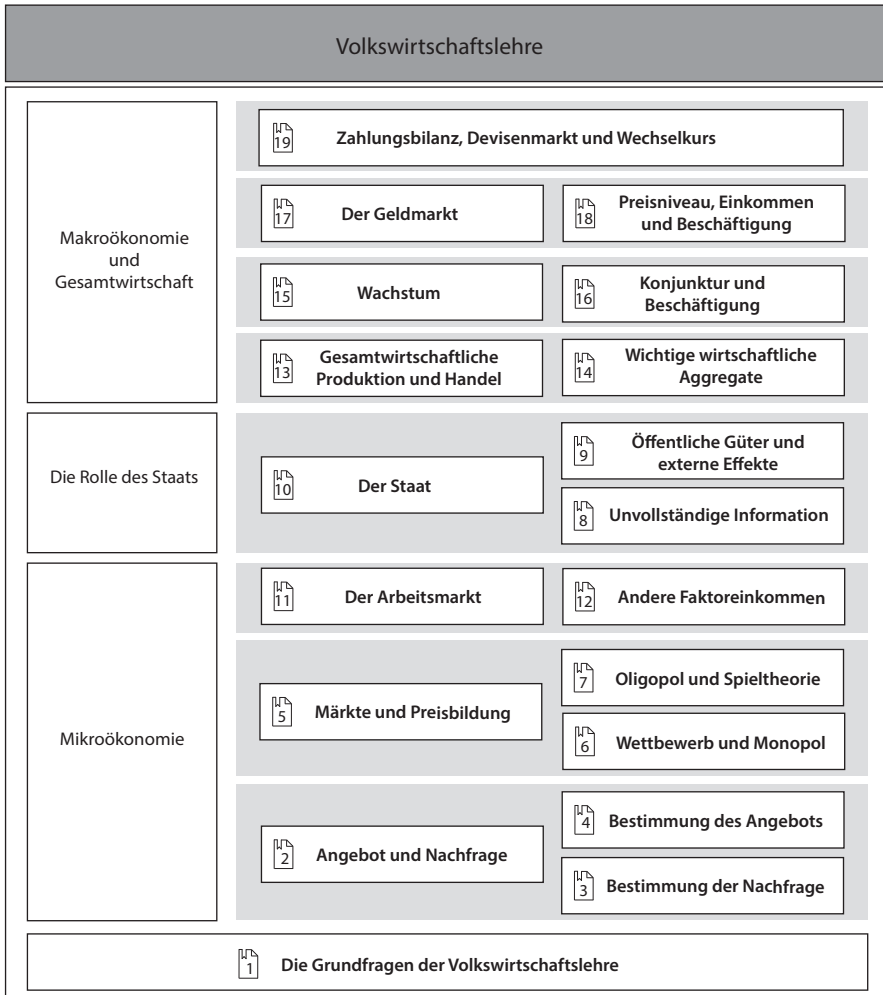 Volkswirtschaftslehre
Makroökonomie
und
Gesamtwirtschaft
19
Zahlungsbilanz, Devisenmarkt und Wechselkurs
17
Der Geldmarkt
18
Preisniveau, Einkommen
und Beschäftigung
15
Wachstum
16
Konjunktur und
Beschäftigung
13
Gesamtwirtschaftliche
Produktion und Handel
14
Wichtige wirtschaftliche
Aggregate
Die Rolle des Staats
10
Der Staat
9
Öffentliche Güter und
externe Effekte
8
Unvollständige Information
Mikroökonomie
11
Der Arbeitsmarkt
12
Andere Faktoreinkommen
5
Märkte und Preisbildung
7
Oligopol und Spieltheorie
6
Wettbewerb und Monopol
2
Angebot und Nachfrage
4
Bestimmung des Angebots
3
Bestimmung der Nachfrage
1
Die Grundfragen der Volkswirtschaftslehre